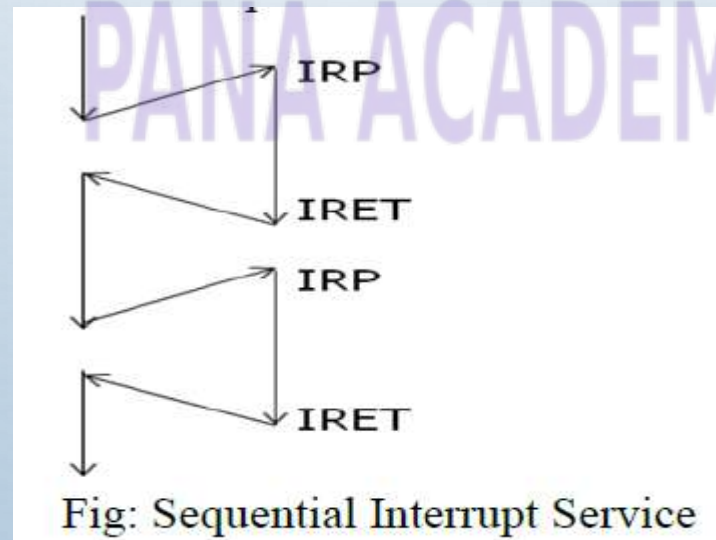 PANA ACADEM
IRP
IRET
IRP
IRET
Fig: Sequential Interrupt Service